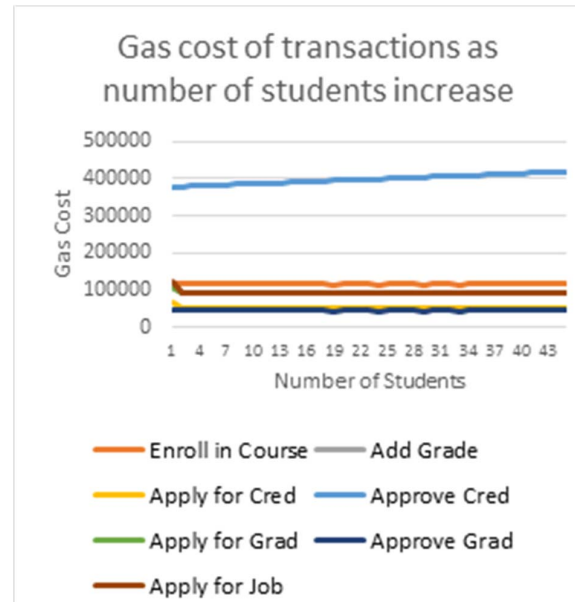 Gas cost of transactions as
number of students increase
500000
400000
300000
200000
100000
0
Gas Cost
1 4 7 10 13 16 19 22 25 28 31 34 37 40 43
Number of Students
Enroll in Course Add Grade
Apply for Cred Approve Cred
Apply for Grad Approve Grad
Apply for Job